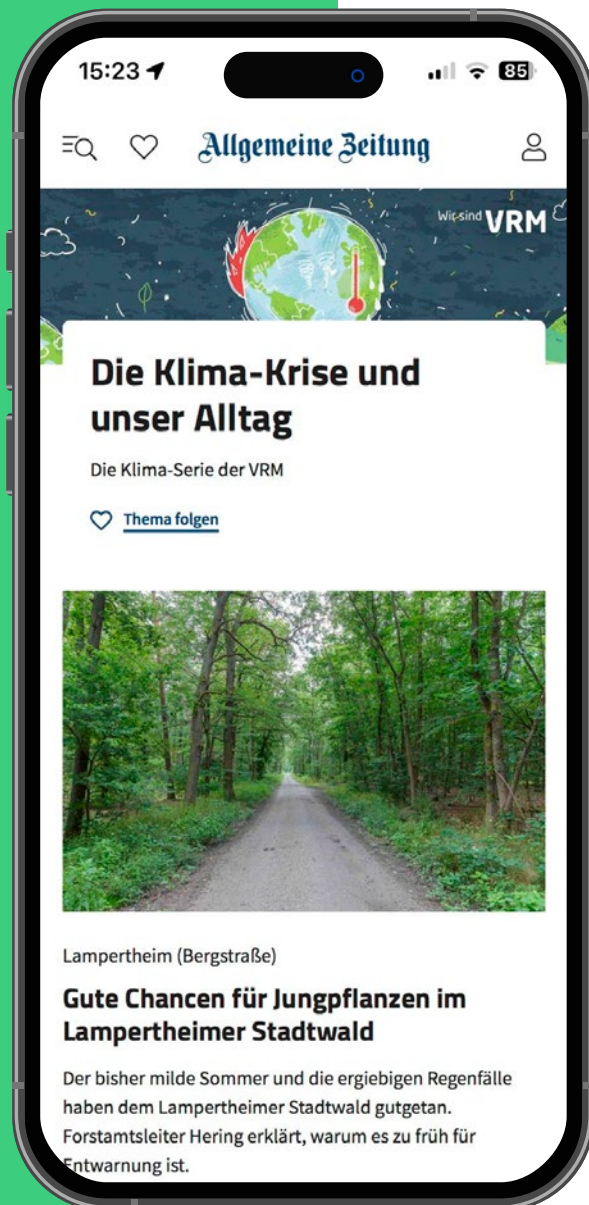 15:23
85
Allgemeine Zeitung
Wir sind VRM
Die Klima-Krise und
unser Alltag
Die Klima-Serie der VRM
Thema folgen
Lampertheim (Bergstraße)
Gute Chancen für Jungpflanzen im
Lampertheimer Stadtwald
Der bisher milde Sommer und die ergiebigen Regenfälle
haben dem Lampertheimer Stadtwald gutgetan.
Forstamtsleiter Hering erklärt, warum es zu früh für
Entwarnung ist.